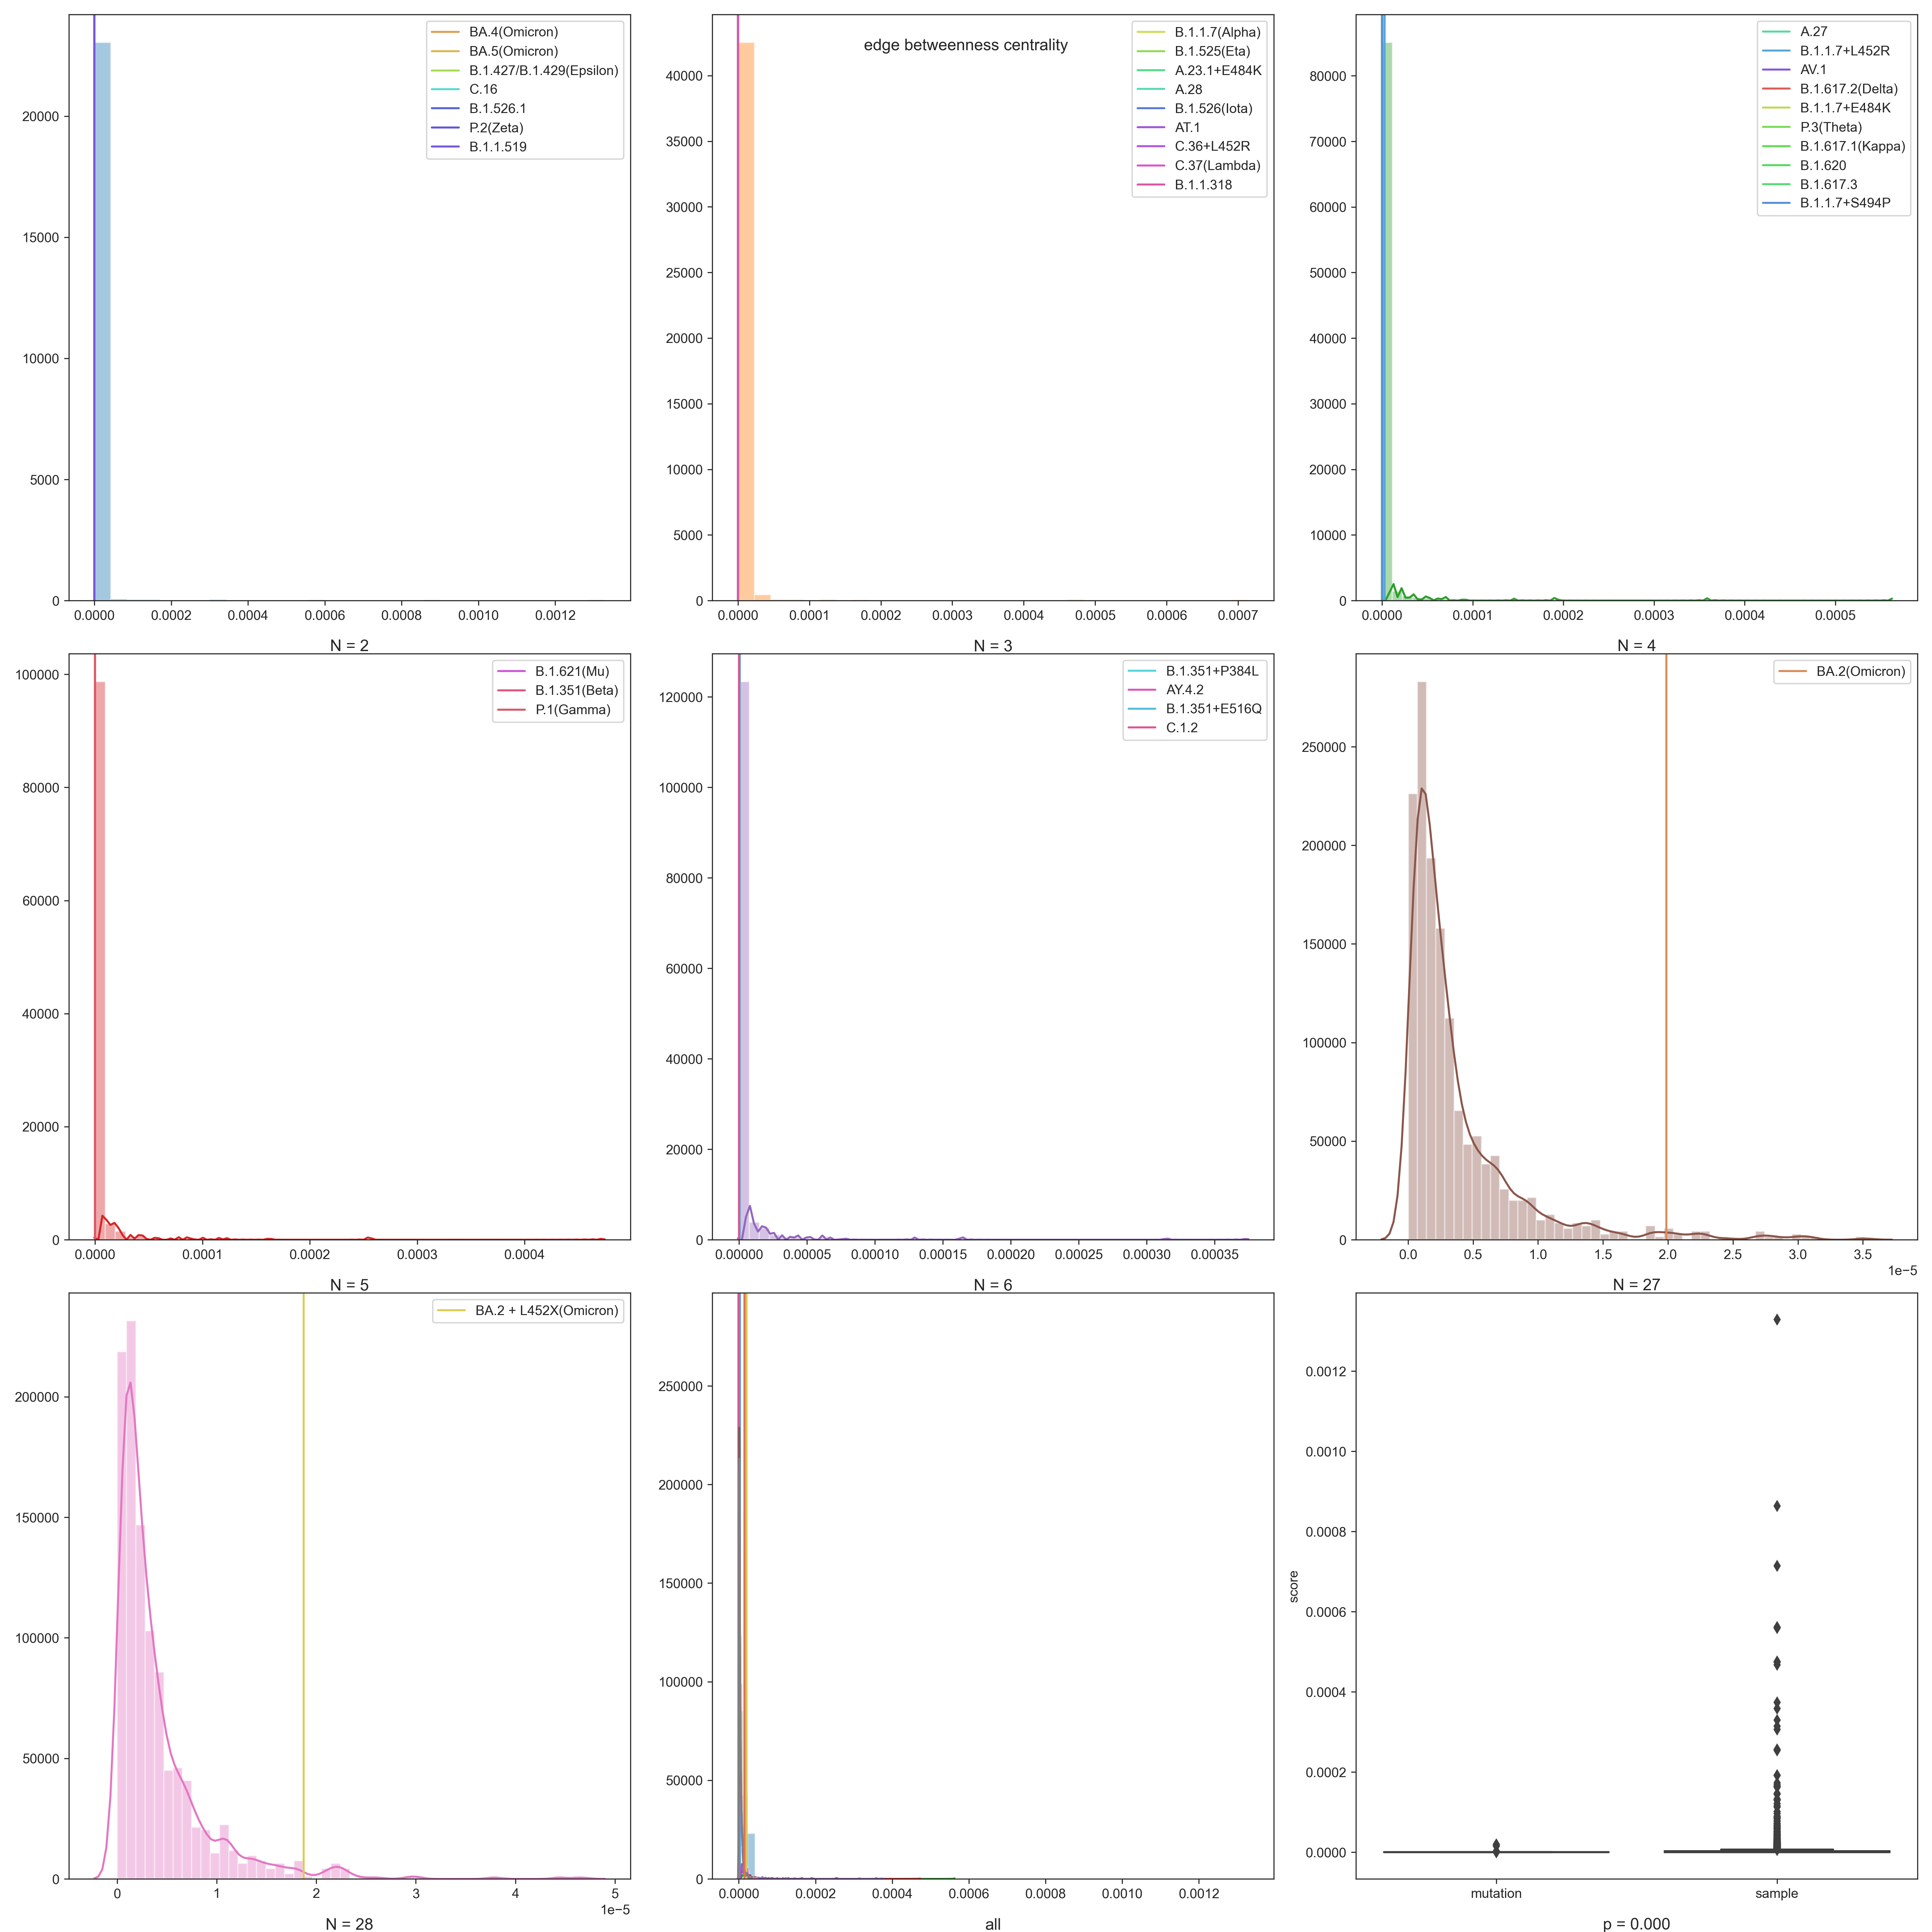 edge betweenness centrality
BA.4(Omicron)
BA.5(Omicron)
B.1.427/B.1.429(Epsilon)
C.16
B.1.526.1
P.2(Zeta)
B.1.1.519
20000
15000
10000
5000
0
0.0000 0.0002 0.0004 0.0006 0.0008 0.0010 0.0012
N = 2
B.1.1.7(Alpha)
B.1.525(Eta)
A.23.1+E484K
A.28
B.1.526(Iota)
AT.1
C.36+L452R
C.37(Lambda)
B.1.1.318
40000
35000
30000
25000
20000
15000
10000
5000
0
0.0000 0.0001 0.0002 0.0003 0.0004 0.0005 0.0006 0.0007
N = 3
A.27
B.1.1.7+L452R
AV.1
B.1.617.2(Delta)
B.1.1.7+E484K
P.3(Theta)
B.1.617.1(Kappa)
B.1.620
B.1.617.3
B.1.1.7+S494P
80000
70000
60000
50000
40000
30000
20000
10000
0
0.0000 0.0001 0.0002 0.0003 0.0004 0.0005
N = 4
B.1.621(Mu)
B.1.351(Beta)
P.1(Gamma)
100000
80000
60000
40000
20000
0
0.0000 0.0001 0.0002 0.0003 0.0004
N = 5
B.1.351+P384L
AY.4.2
B.1.351+E516Q
C.1.2
120000
100000
80000
60000
40000
20000
0
0.00000 0.00005 0.00010 0.00015 0.00020 0.00025 0.00030 0.00035
N = 6
BA.2(Omicron)
250000
200000
150000
100000
50000
0
0.0 0.5 1.0 1.5 2.0 2.5 3.0 3.5
1e−5
N = 27
BA.2 + L452X(Omicron)
200000
150000
100000
50000
0
0 1 2 3 4 5
1e−5
N = 28
250000
200000
150000
100000
50000
0
0.0000 0.0002 0.0004 0.0006 0.0008 0.0010 0.0012
all
score
0.0012
0.0010
0.0008
0.0006
0.0004
0.0002
0.0000
mutation sample
p = 0.000